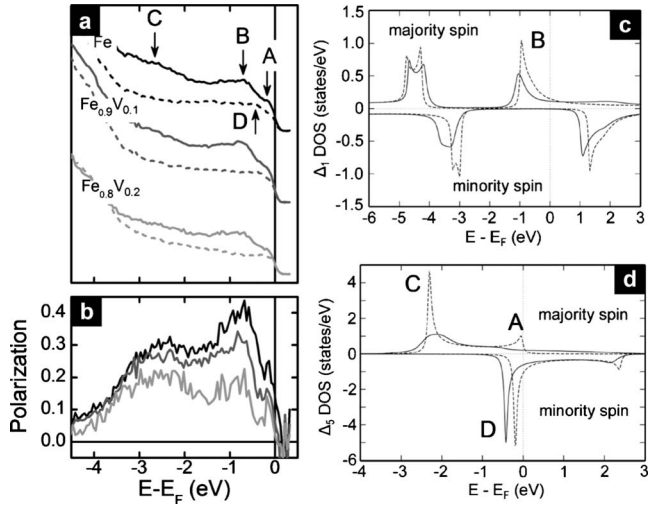 a
C
B
A
Fe
D
Fe0.9V0.1
Fe0.8V0.2
b
0.4
0.3
0.2
0.1
0.0
Polarization
-4 -3 -2 -1 0
E-EF (eV)
c
majority spin
B
1.5
1.0
0.5
0.0
-0.5
-1.0
-1.5
Δ1 DOS (states/eV)
minority spin
-6 -5 -4 -3 -2 -1 0 1 2 3
E - EF (eV)
d
C
A
majority spin
6
4
2
0
-2
-4
-6
Δ5 DOS (states/eV)
D
minority spin
-4 -3 -2 -1 0 1 2 3
E - EF (eV)